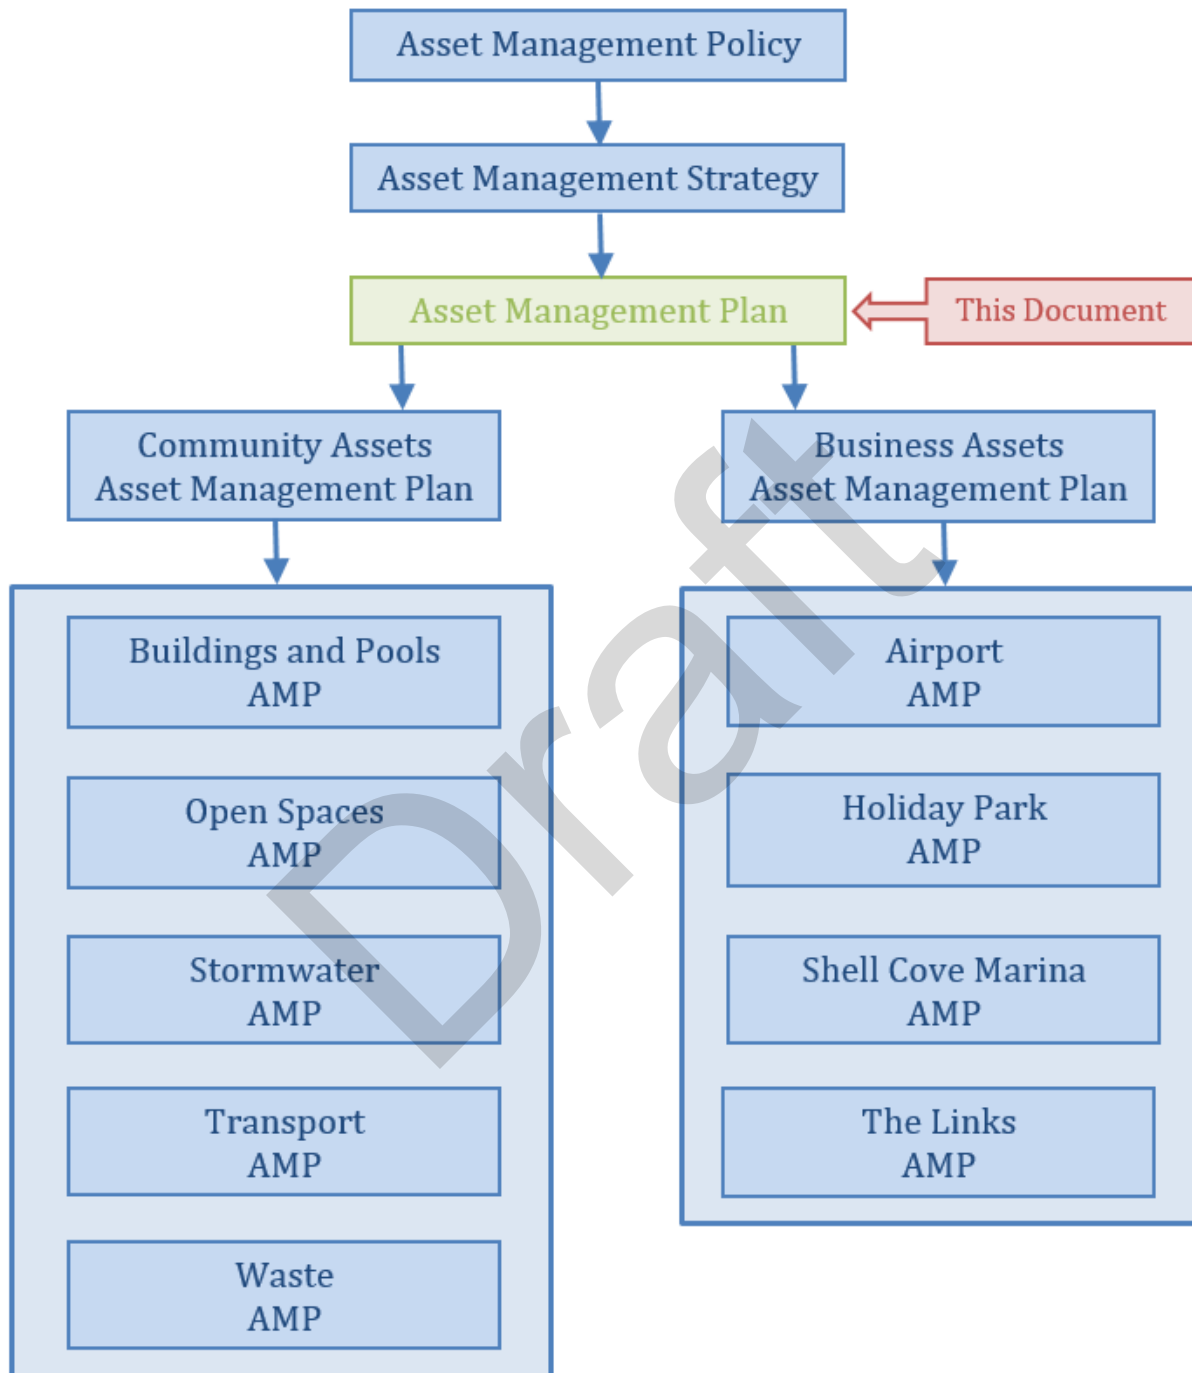 Asset Management Policy
Asset Management Strategy
Asset Management Plan
This Document
Community Assets
Asset Management Plan
Business Assets
Asset Management Plan
Buildings and Pools
AMP
Open Spaces
AMP
Stormwater
AMP
Transport
AMP
Waste
AMP
Airport
AMP
Holiday Park
AMP
Shell Cove Marina
AMP
The Links
AMP
Draft